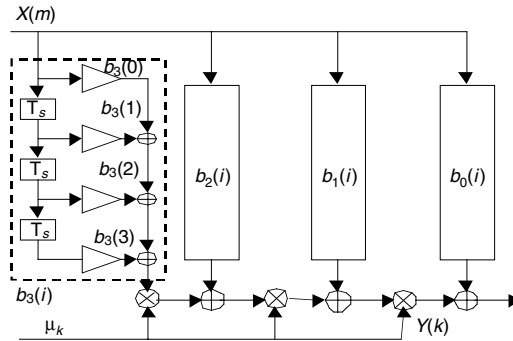 X(m)
b₃(0)
Tₛ
b₃(1)
Tₛ
b₃(2)
Tₛ
b₃(3)
b₂(i)
b₁(i)
b₀(i)
b₃(i)
μₖ
Y(k)